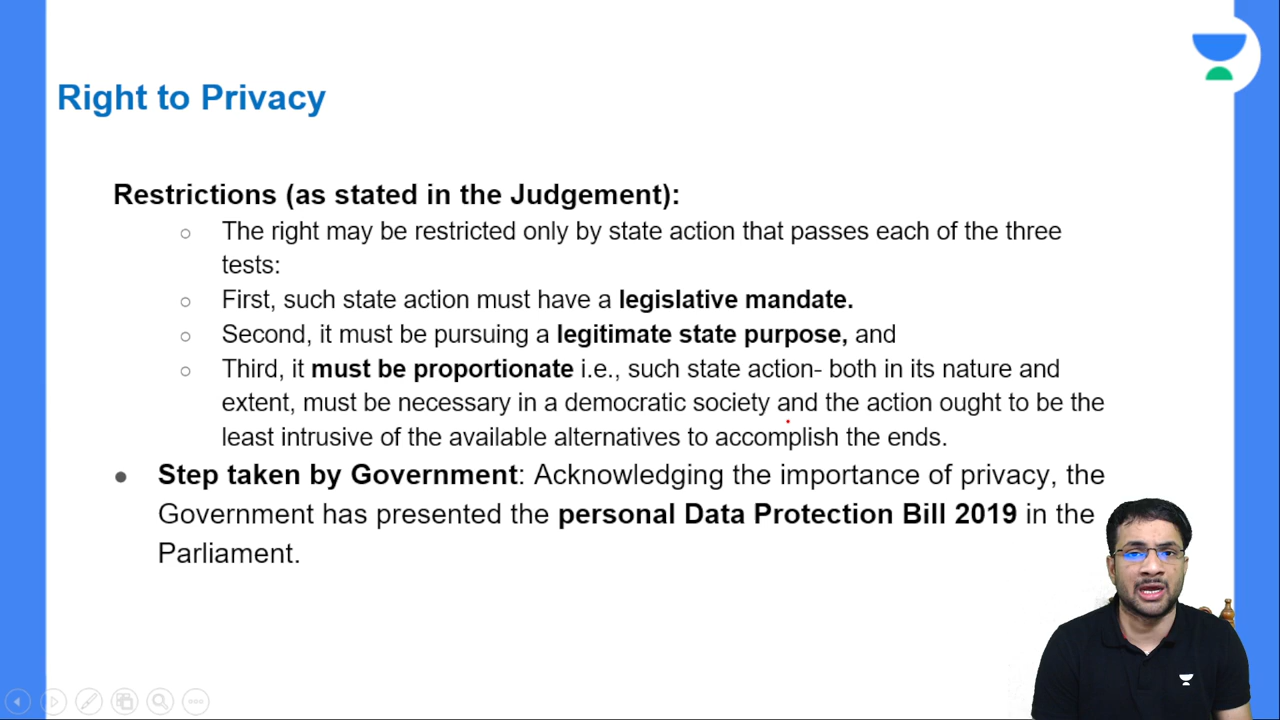 Right to Privacy
Restrictions (as stated in the Judgement):
The right may be restricted only by state action that passes each of the three
tests:
First, such state action must have a legislative mandate.
Second, it must be pursuing a legitimate state purpose, and
Third, it must be proportionate i.e., such state action- both in its nature and
extent, must be necessary in a democratic society and the action ought to be the
least intrusive of the available alternatives to accomplish the ends.
Step taken by Government: Acknowledging the importance of privacy, the
Government has presented the personal Data Protection Bill 2019 in the
Parliament.